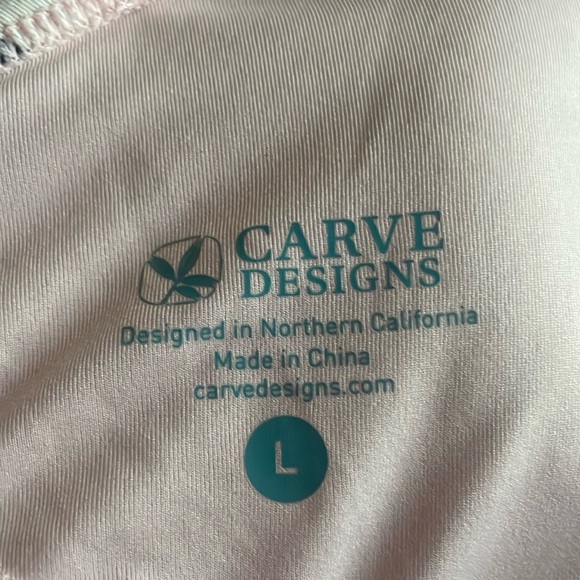 CARVE
DESIGNS
Designed in Northern California
Made in China
carvedesigns.com
L